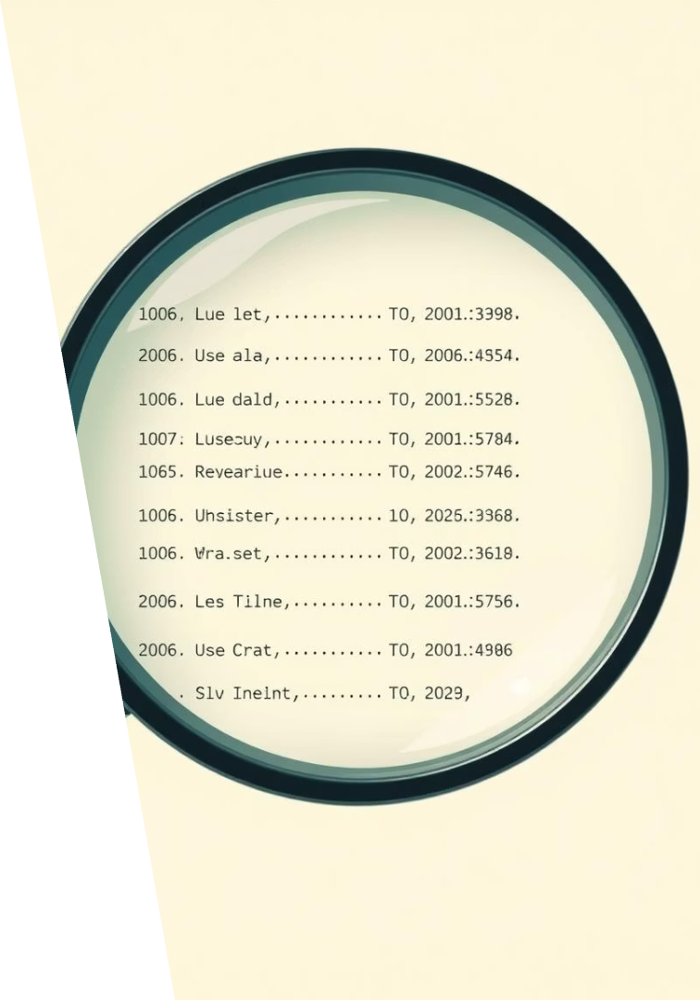 1006, Lue let,............ TO, 2001.:3398.
2006. Use ala,............ TO, 2006.:4554.
1006. Lue dald,........... TO, 2001.:5528.
1007: Lusecuy,............ TO, 2001.:5784.
1065. Reveariue........... TO, 2002.:5746.
1006. Uhsister,........... 10, 2025.:3368.
1006. Wra.set,............ TO, 2002.:3618.
2006. Les Tilne,.......... TO, 2001.:5756.
2006. Use Crat,........... TO, 2001.:4986
. Slv Inelnt,......... TO, 2029,